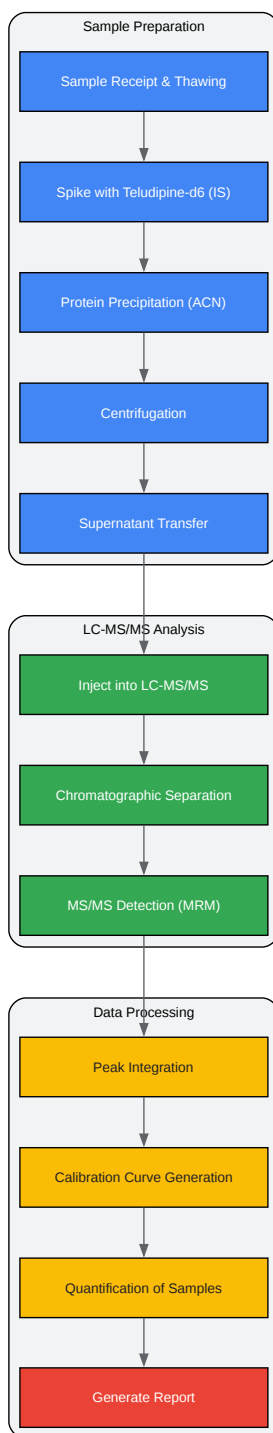 Sample Preparation
Sample Receipt & Thawing
Spike with Teludipine-d6 (IS)
Protein Precipitation (ACN)
Centrifugation
Supernatant Transfer
LC-MS/MS Analysis
Inject into LC-MS/MS
Chromatographic Separation
MS/MS Detection (MRM)
Data Processing
Peak Integration
Calibration Curve Generation
Quantification of Samples
Generate Report